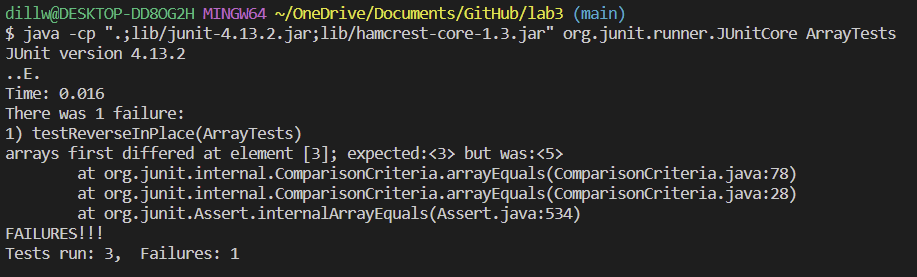 dillw@DESKTOP-DD8OG2H MINGW64 ~/OneDrive/Documents/GitHub/lab3 (main)
$ java -cp ".;lib/junit-4.13.2.jar;lib/hamcrest-core-1.3.jar" org.junit.runner.JUnitCore ArrayTests
JUnit version 4.13.2
..E.
Time: 0.016
There was 1 failure:
1) testReverseInPlace(ArrayTests)
arrays first differed at element [3]; expected:<3> but was:<5>
        at org.junit.internal.ComparisonCriteria.arrayEquals(ComparisonCriteria.java:78)
        at org.junit.internal.ComparisonCriteria.arrayEquals(ComparisonCriteria.java:28)
        at org.junit.Assert.internalArrayEquals(Assert.java:534)
FAILURES!!!
Tests run: 3,  Failures: 1